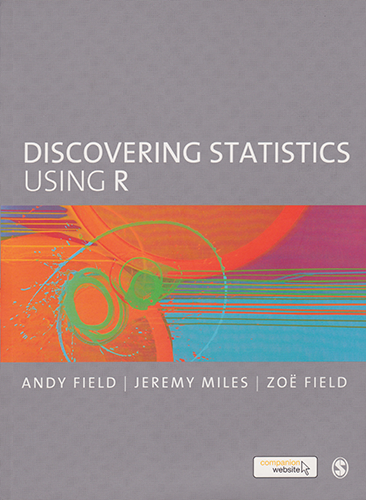 DISCOVERING STATISTICS
USING R
ANDY FIELD | JEREMY MILES | ZOË FIELD
companion
website
S